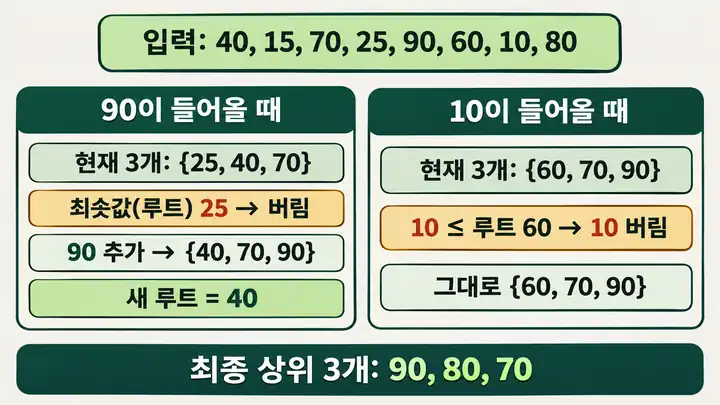 입력: 40, 15, 70, 25, 90, 60, 10, 80
90이 들어올 때
현재 3개: {25, 40, 70}
최솟값(루트) 25 → 버림
90 추가 → {40, 70, 90}
새 루트 = 40
10이 들어올 때
현재 3개: {60, 70, 90}
10 ≤ 루트 60 → 10 버림
그대로 {60, 70, 90}
최종 상위 3개: 90, 80, 70